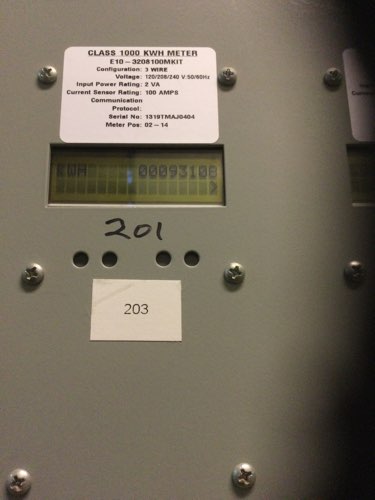 CLASS 1000 KWH METER
E10-3208100MKIT
Configuration: 3 WIRE
Voltage: 120/208/240 V:50/60Hz
Input Power Rating: 2 VA
Current Sensor Rating: 100 AMPS
Communication
Protocol:
Serial No: 1319TMAJ0404
Meter Pos: 02-14
KWH 00093108
>
201
203